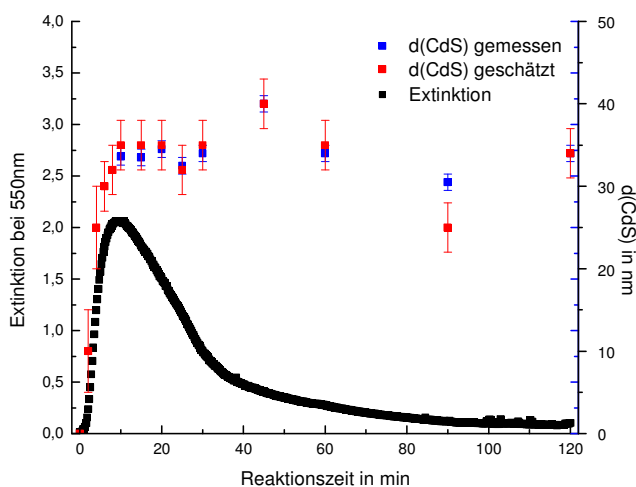 d(CdS) gemessen
d(CdS) geschätzt
Extinktion
Extinktion bei 550nm
4,0
3,5
3,0
2,5
2,0
1,5
1,0
0,5
0,0
50
40
30
20
10
0
d(CdS) in nm
0 20 40 60 80 100 120
Reaktionszeit in min